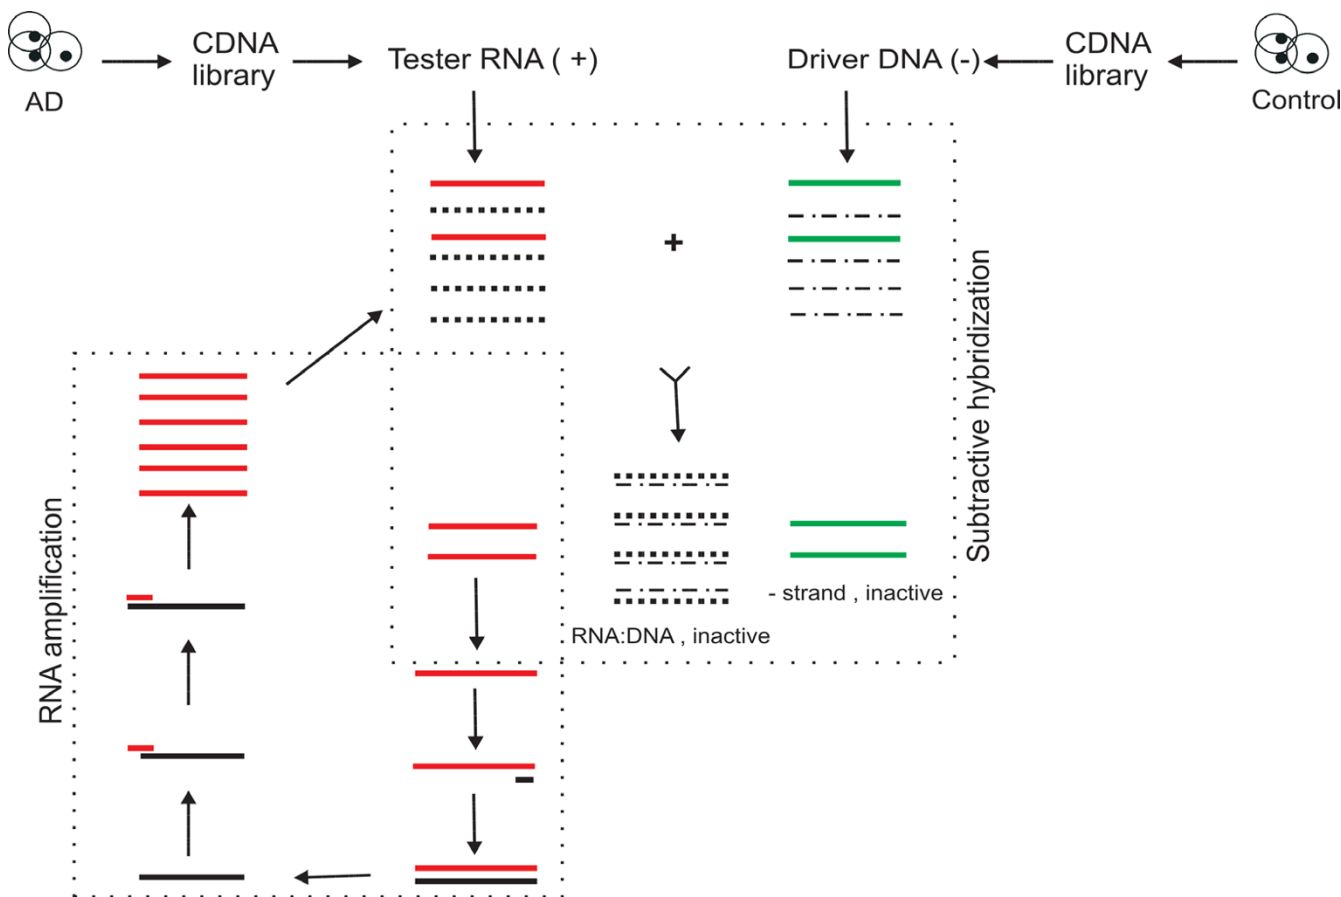 AD
CDNA
library
Tester RNA ( +)
Driver DNA (-)
CDNA
library
Control
+
Subtractive hybridization
RNA amplification
- strand , inactive
RNA:DNA , inactive